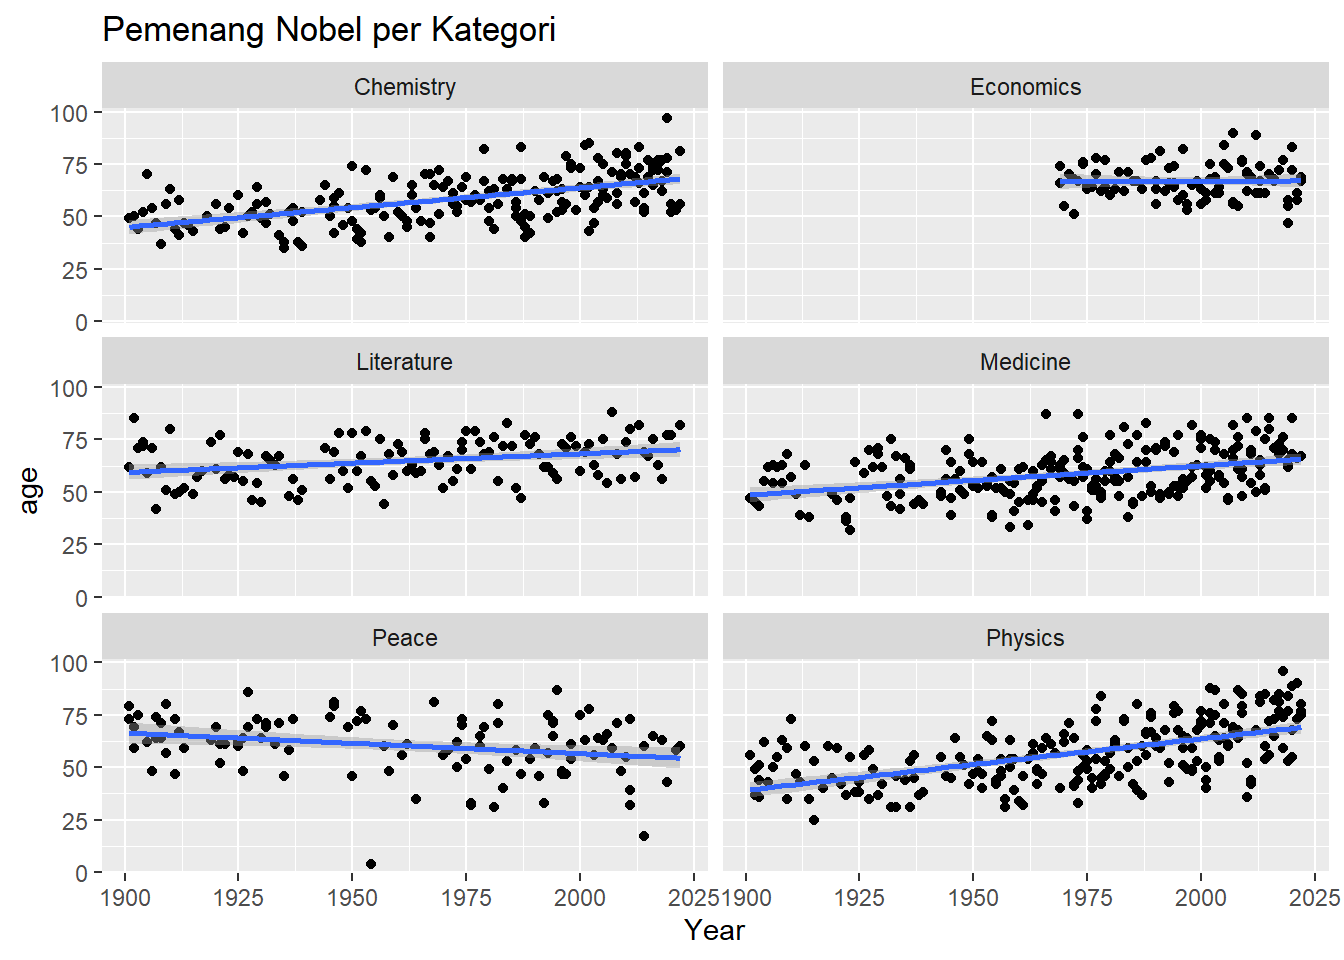 Pemenang Nobel per Kategori
Chemistry
Economics
100
75
50
25
0
Literature
Medicine
100
75
50
25
0
age
Peace
Physics
100
75
50
25
0
1900 1925 1950 1975 2000 2025
1900 1925 1950 1975 2000 2025
Year